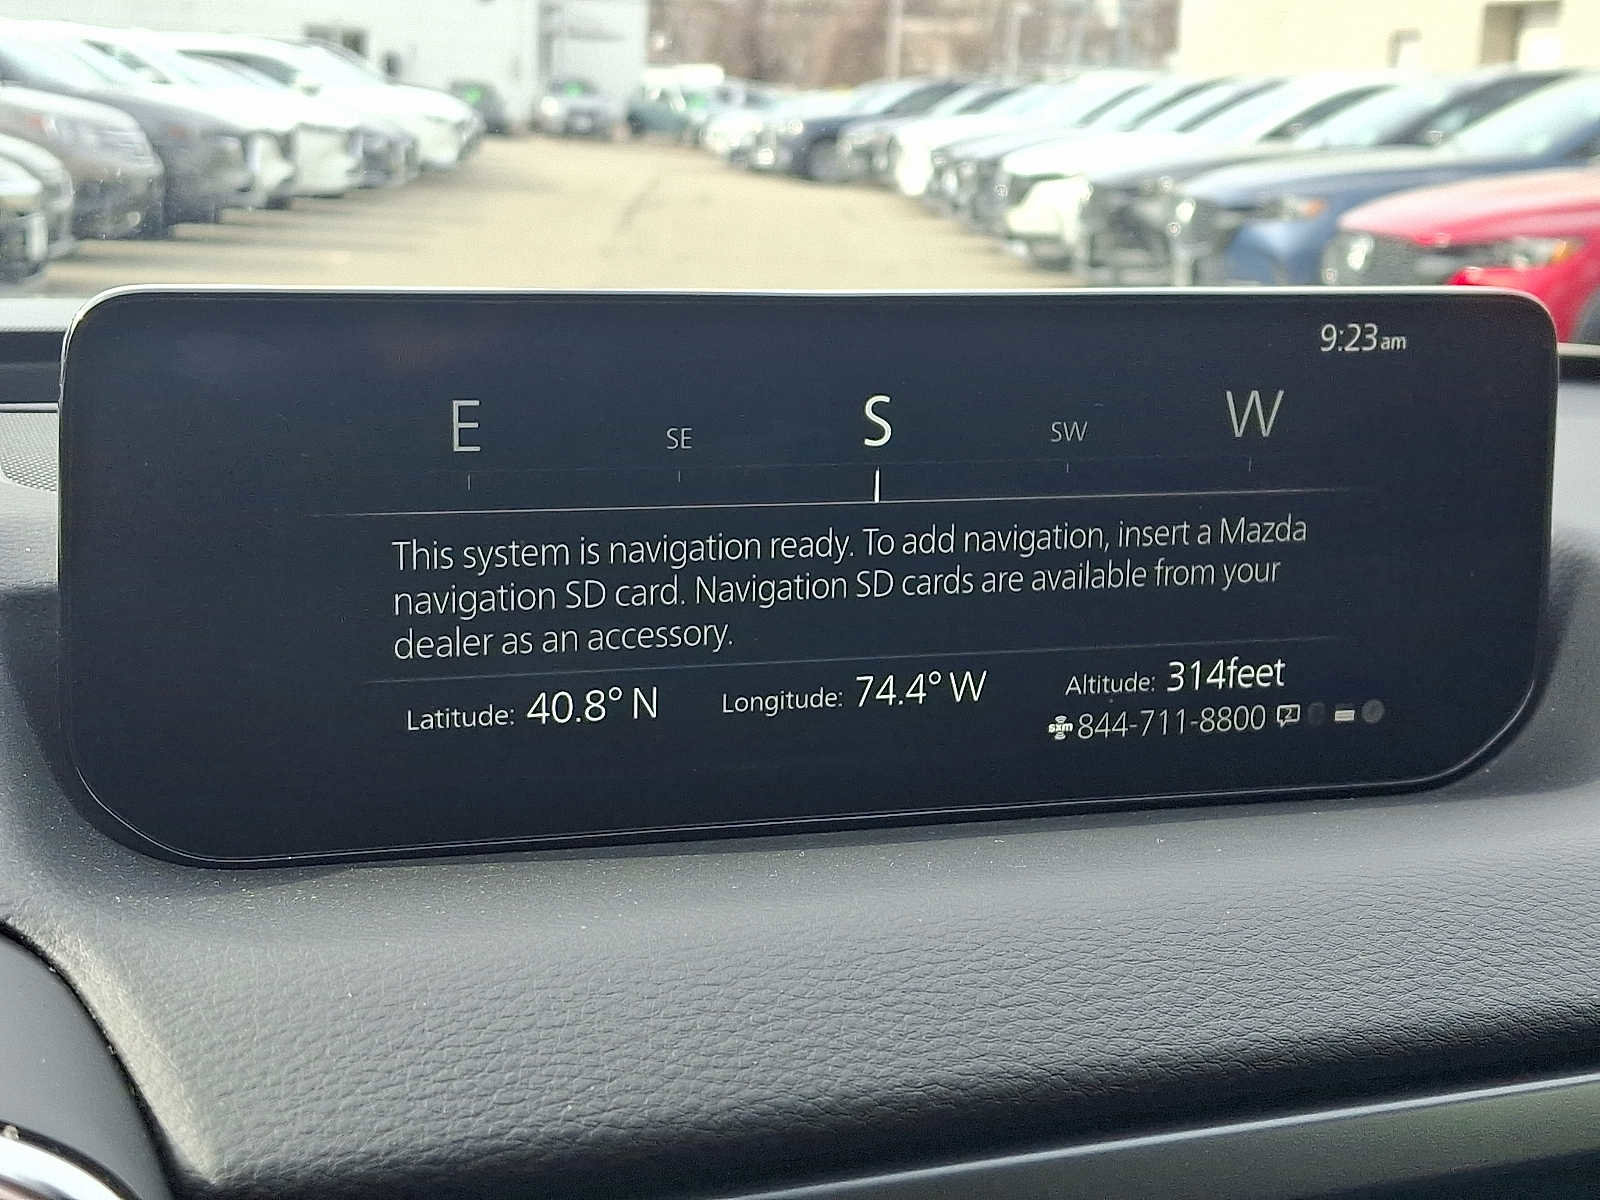 9:23am
E SE S SW W
This system is navigation ready. To add navigation, insert a Mazda
navigation SD card. Navigation SD cards are available from your
dealer as an accessory.
Latitude: 40.8° N Longitude: 74.4° W Altitude: 314feet
sxm 844-711-8800